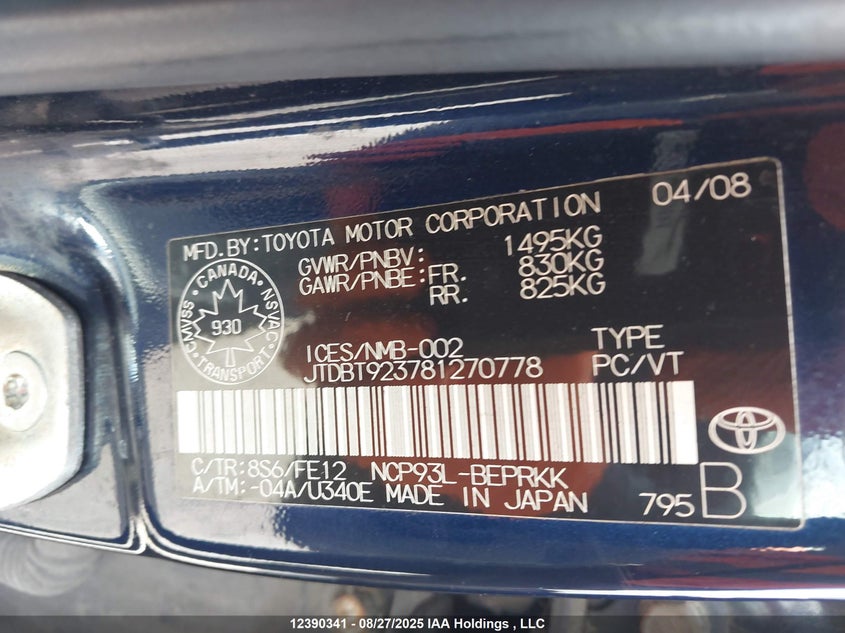 04/08
MFD.BY:TOYOTA MOTOR CORPORATION
GVWR/PNBV: 1495KG
GAWR/PNBE:FR. 830KG
RR. 825KG
CANADA
CMVSS 930 NSVAC
TRANSPORT
ICES/NMB-002 TYPE
JTDBT923781270778 PC/VT
C/TR:8S6/FE12 NCP93L-BEPRKK
A/TM:-04A/U340E MADE IN JAPAN 795 B
12390341 - 08/27/2025 IAA Holdings , LLC